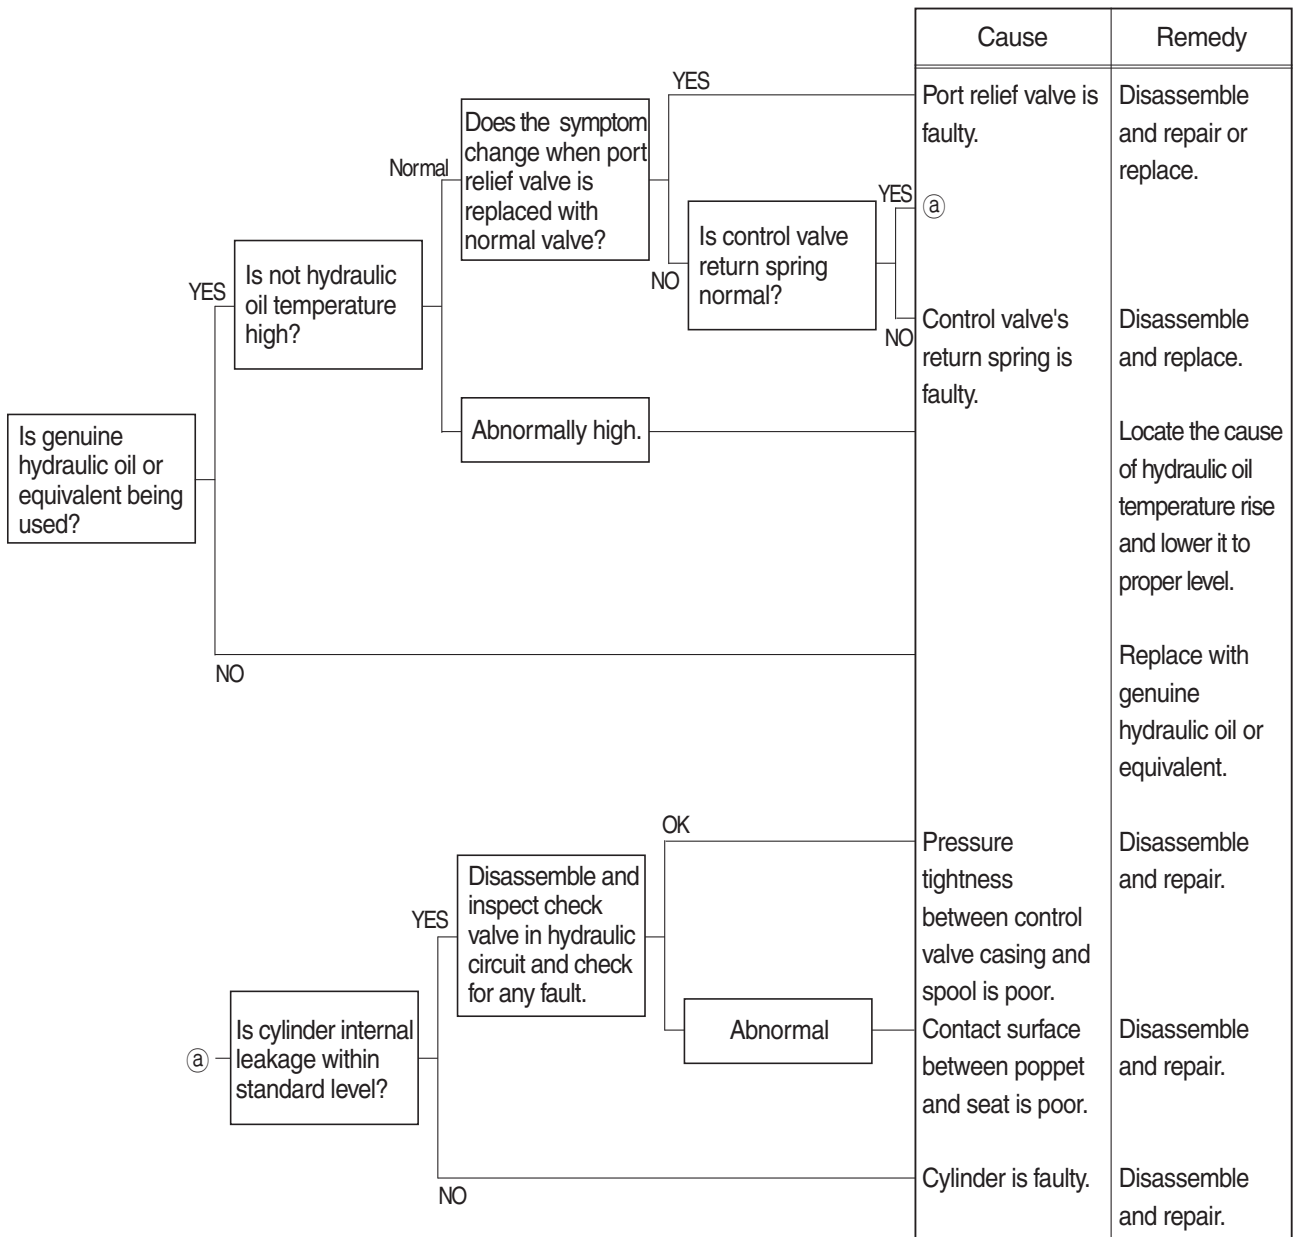 Cause
Remedy
YES
Port relief valve is
faulty.
Disassemble
and repair or
replace.
Does the symptom
change when port
relief valve is
replaced with
normal valve?
Normal
YES
ⓐ
Is control valve
return spring
normal?
NO
NO
Control valve's
return spring is
faulty.
Disassemble
and replace.
YES
Is not hydraulic
oil temperature
high?
Abnormally high.
Locate the cause
of hydraulic oil
temperature rise
and lower it to
proper level.
Is genuine
hydraulic oil or
equivalent being
used?
NO
Replace with
genuine
hydraulic oil or
equivalent.
OK
Pressure
tightness
between control
valve casing and
spool is poor.
Disassemble
and repair.
YES
Disassemble and
inspect check
valve in hydraulic
circuit and check
for any fault.
Abnormal
Contact surface
between poppet
and seat is poor.
Disassemble
and repair.
ⓐ
Is cylinder internal
leakage within
standard level?
NO
Cylinder is faulty.
Disassemble
and repair.